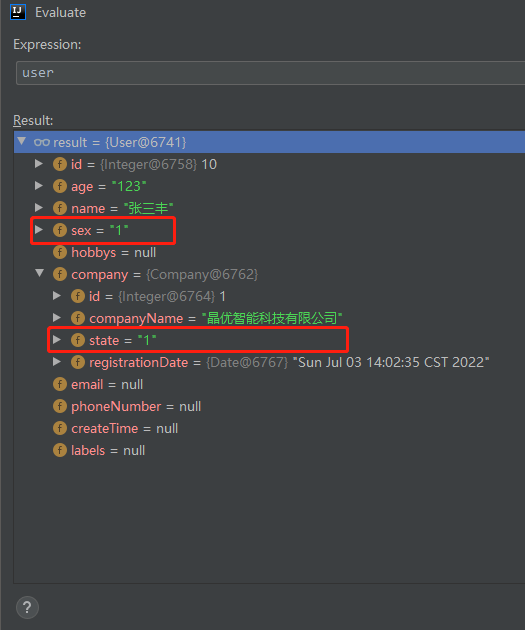 IJ Evaluate
Expression:
user
Result:
result = {User@6741}
f id = {Integer@6758} 10
f age = "123"
f name = "张三丰"
f sex = "1"
f hobbys = null
f company = {Company@6762}
f id = {Integer@6764} 1
f companyName = "晶优智能科技有限公司"
f state = "1"
f registrationDate = {Date@6767} "Sun Jul 03 14:02:35 CST 2022"
f email = null
f phoneNumber = null
f createTime = null
f labels = null
?